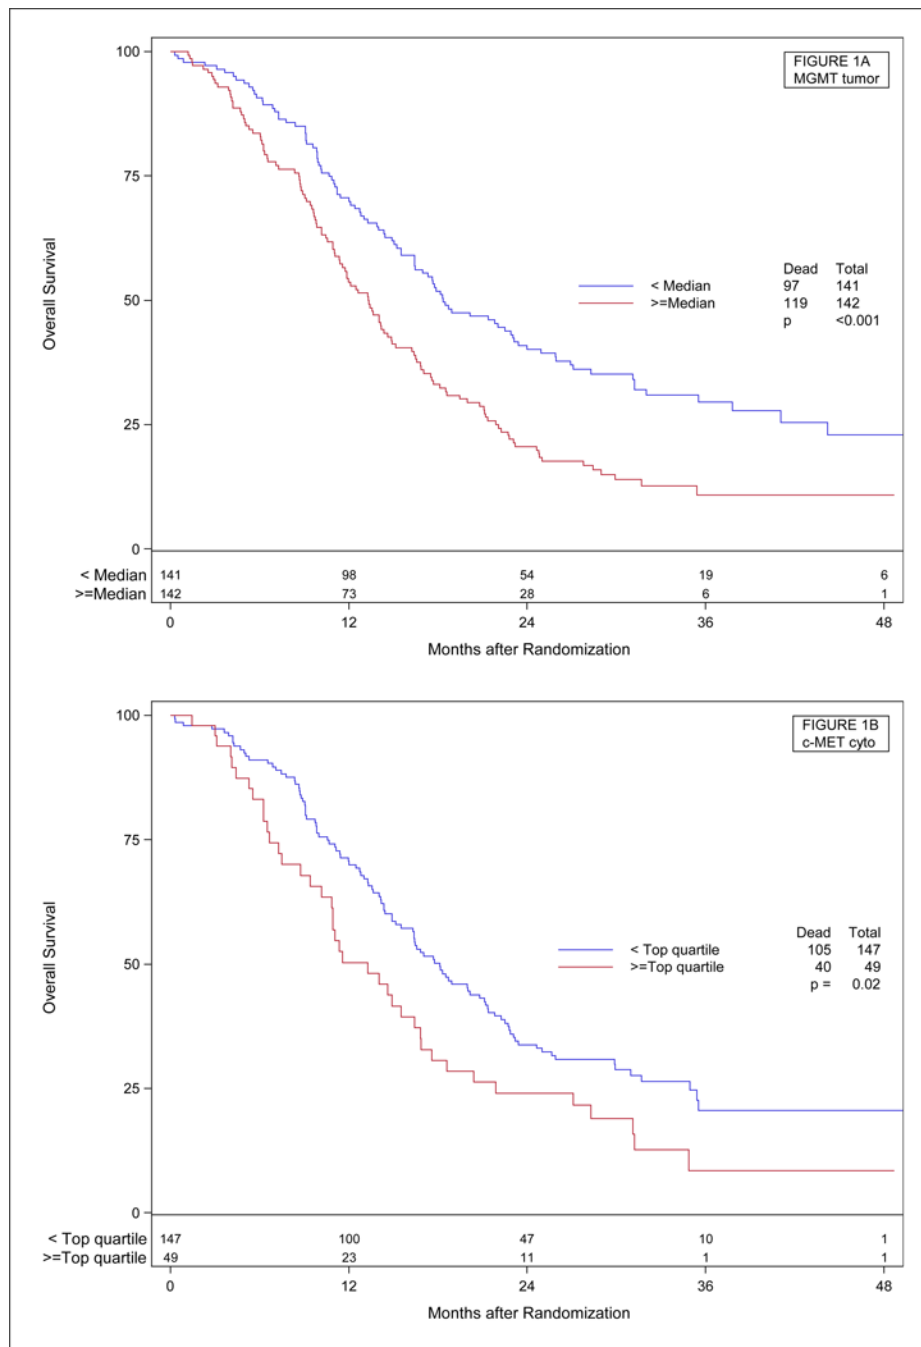 100
FIGURE 1A
MGMT tumor
75
Overall Survival
Dead Total
< Median 97 141
50
>=Median 119 142
p <0.001
25
0
< Median 141 98 54 19 6
>=Median 142 73 28 6 1
0 12 24 36 48
Months after Randomization
100
FIGURE 1B
c-MET cyto
75
Overall Survival
Dead Total
< Top quartile 105 147
50
>=Top quartile 40 49
p = 0.02
25
0
< Top quartile 147 100 47 10 1
>=Top quartile 49 23 11 1 1
0 12 24 36 48
Months after Randomization